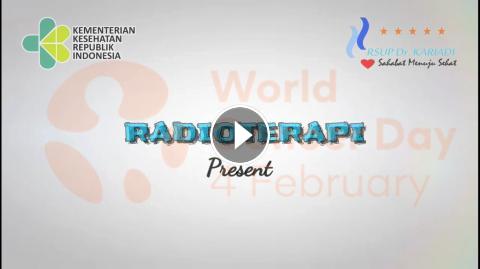 KEMENTERIAN
KESEHATAN
REPUBLIK
INDONESIA
RSUP Dr. KARIADI
Sahabat Menuju Sehat
World
Day
4 February
RADIOTERAPI
Present